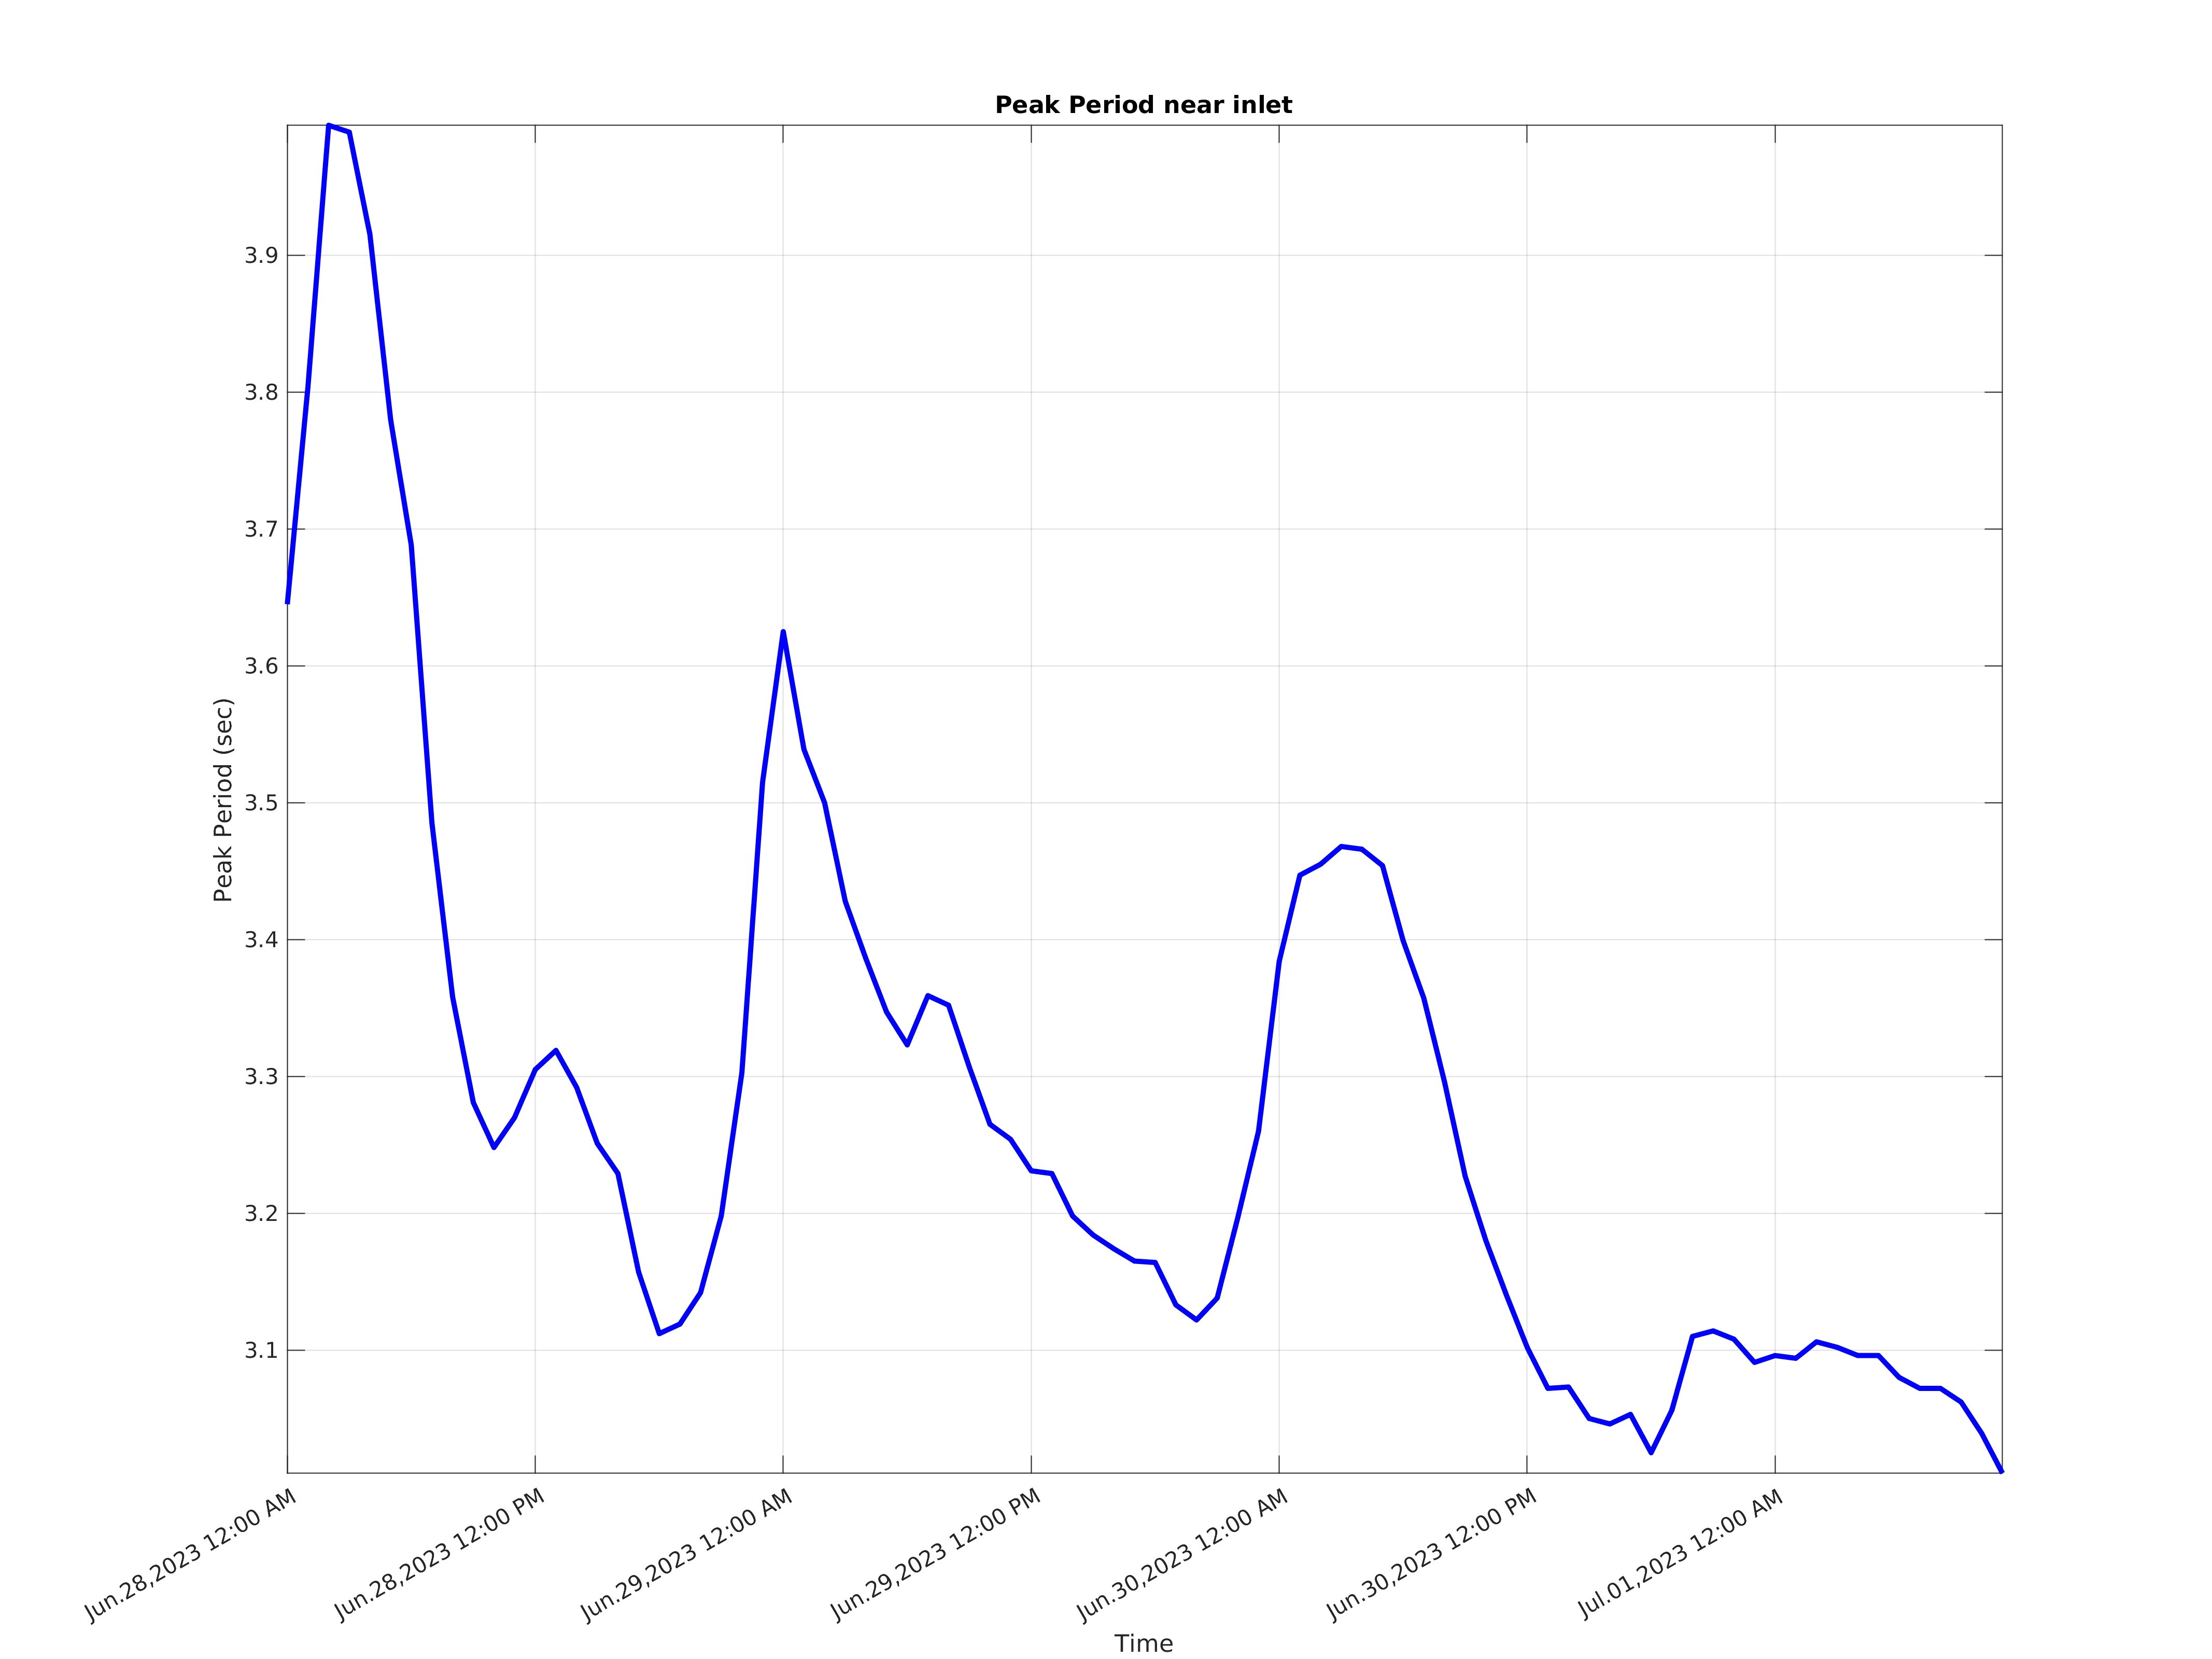 Peak Period near inlet
3.9
3.8
3.7
3.6
3.5
3.4
3.3
3.2
3.1
Peak Period (sec)
Jun.28,2023 12:00 AM
Jun.28,2023 12:00 PM
Jun.29,2023 12:00 AM
Jun.29,2023 12:00 PM
Jun.30,2023 12:00 AM
Jun.30,2023 12:00 PM
Jul.01,2023 12:00 AM
Time